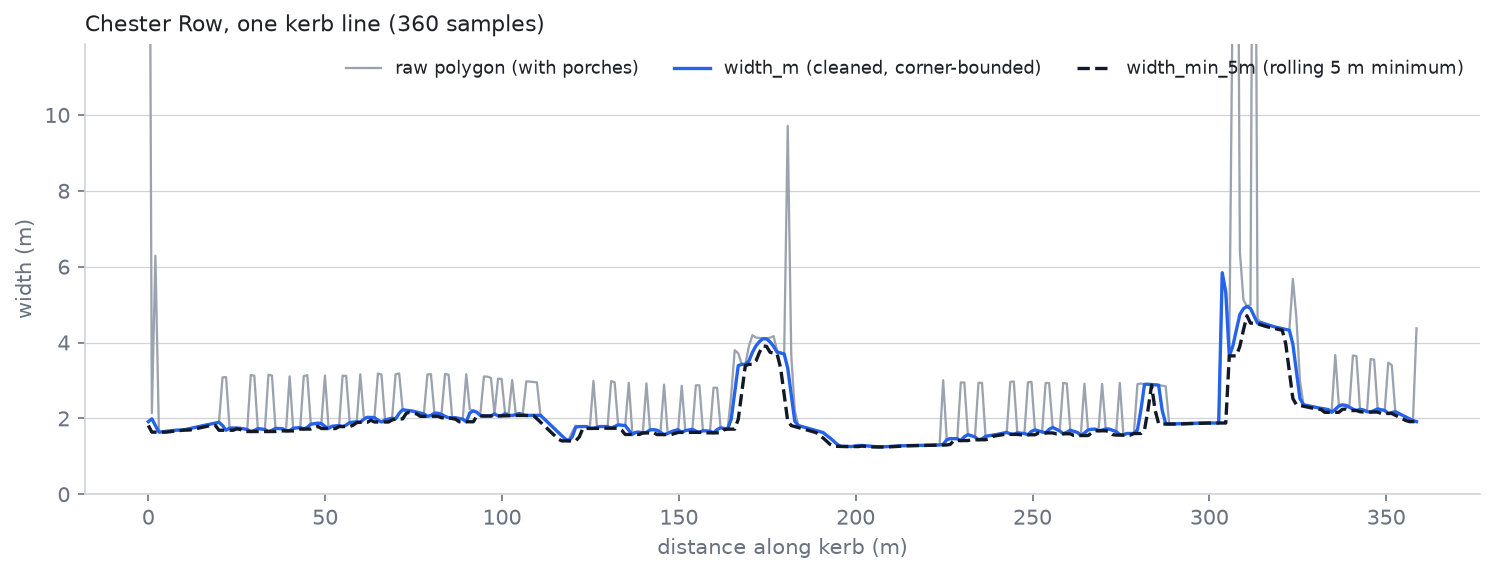 Chester Row, one kerb line (360 samples)
raw polygon (with porches) width_m (cleaned, corner-bounded) width_min_5m (rolling 5 m minimum)
10
8
6
4
2
0
width (m)
0 50 100 150 200 250 300 350
distance along kerb (m)